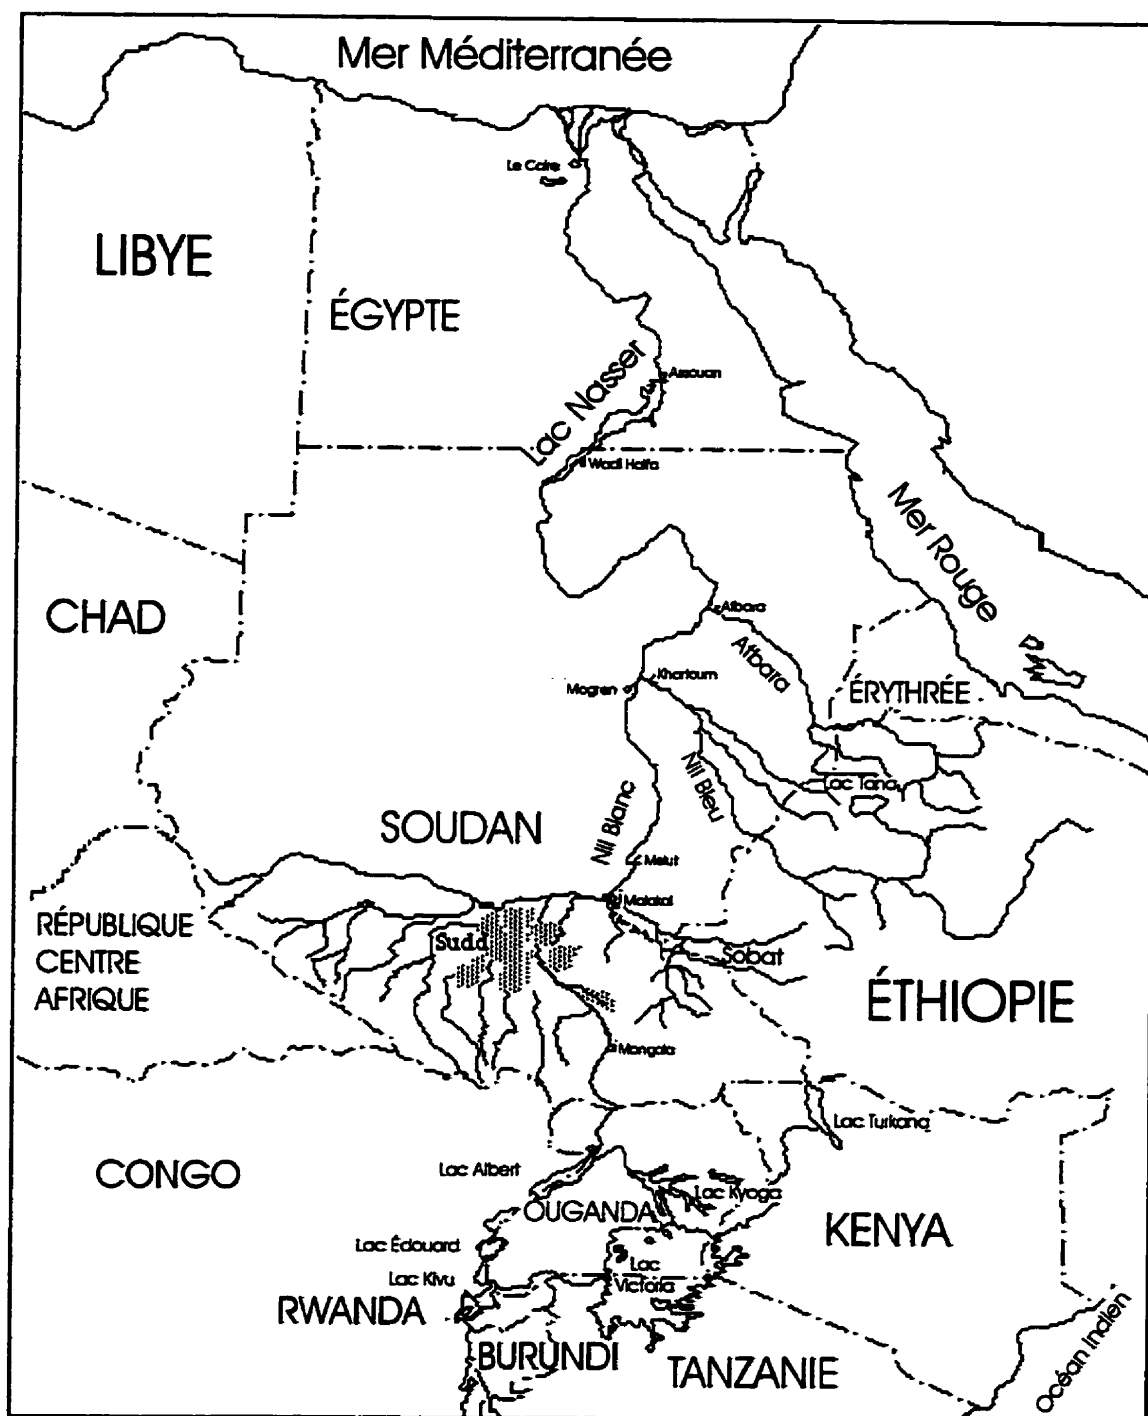 Mer Méditerranée
Le Caire
LIBYE
ÉGYPTE
Lac Nasser
Assouan
Wadi Halfa
Mer Rouge
CHAD
Atbara
Atbara
Khartoum
Mogren
ÉRYTHRÉE
Nil Bleu
Lac Tana
Nil Blanc
SOUDAN
Melut
Malakal
RÉPUBLIQUE
CENTRE
AFRIQUE
Sudd
Sobat
ÉTHIOPIE
Mongala
Lac Turkana
CONGO
Lac Albert
Lac Kyoga
OUGANDA
KENYA
Lac Édouard
Lac
Victoria
Lac Kivu
RWANDA
BURUNDI
TANZANIE
Océan Indien